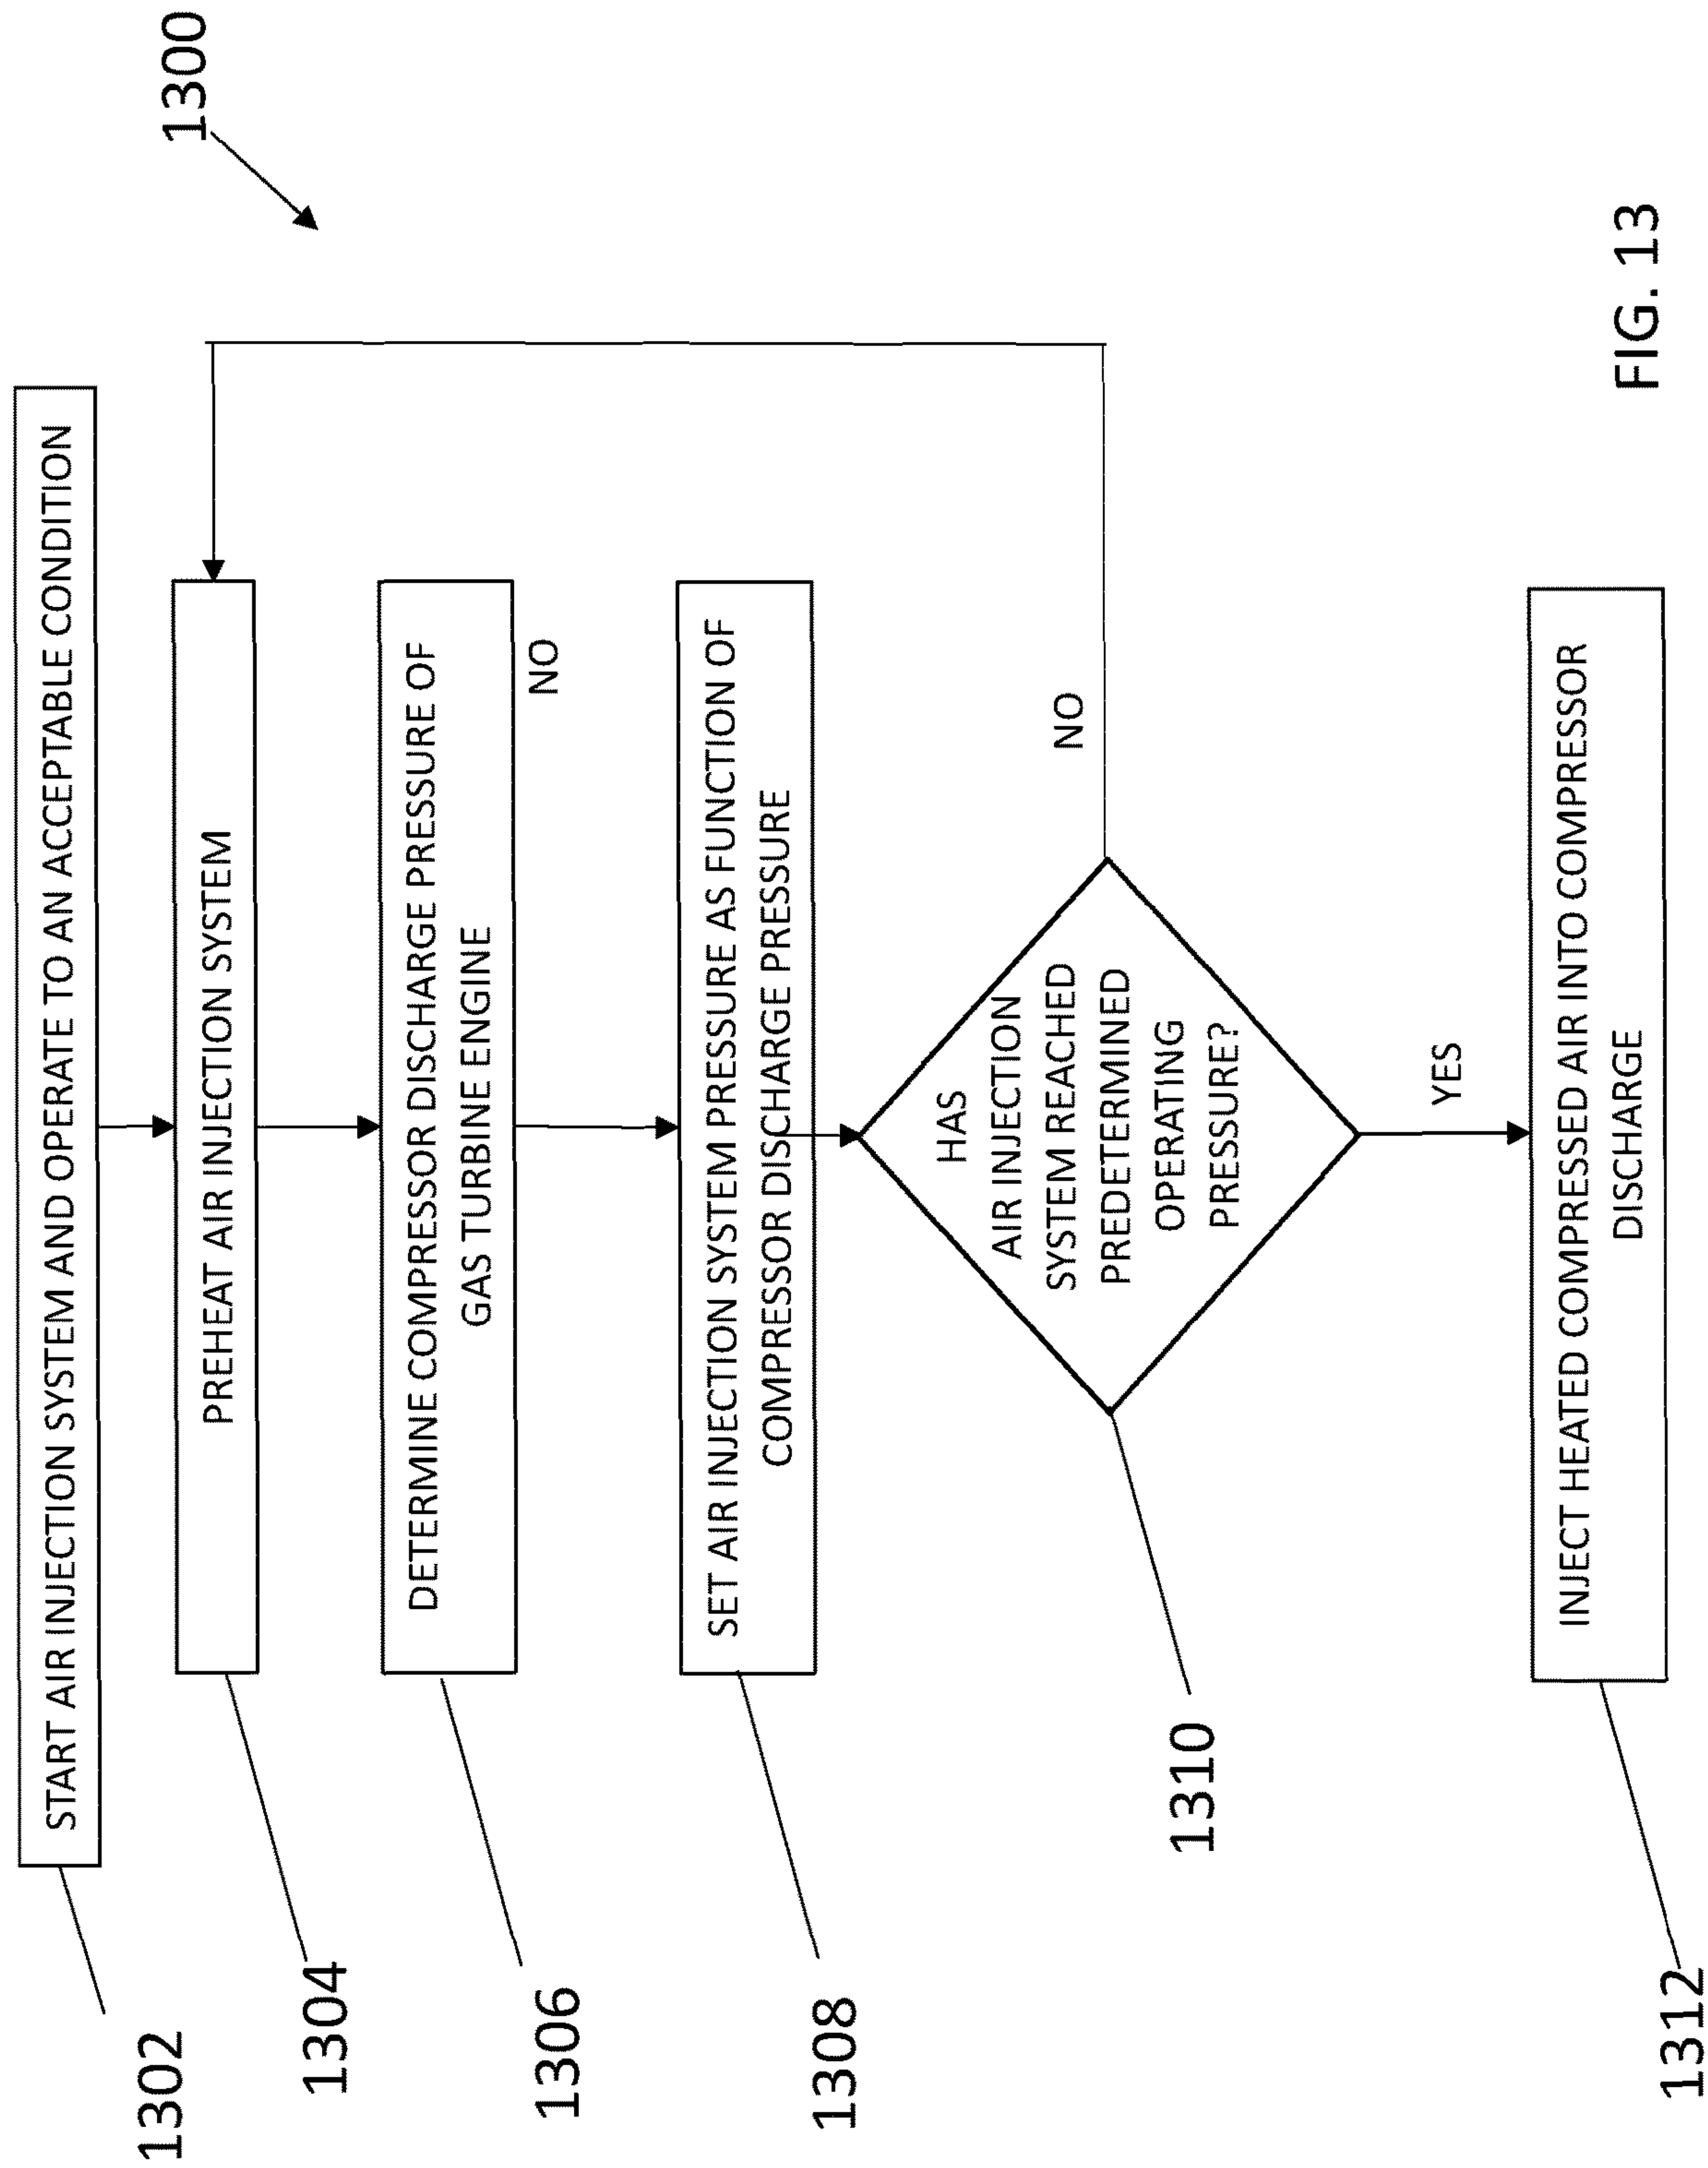 1300
START AIR INJECTION SYSTEM AND OPERATE TO AN ACCEPTABLE CONDITION
1302
PREHEAT AIR INJECTION SYSTEM
1304
DETERMINE COMPRESSOR DISCHARGE PRESSURE OF
GAS TURBINE ENGINE
1306
NO
SET AIR INJECTION SYSTEM PRESSURE AS FUNCTION OF
COMPRESSOR DISCHARGE PRESSURE
1308
HAS
AIR INJECTION
SYSTEM REACHED
PREDETERMINED
OPERATING
PRESSURE?
NO
1310
YES
INJECT HEATED COMPRESSED AIR INTO COMPRESSOR
DISCHARGE
1312
FIG. 13